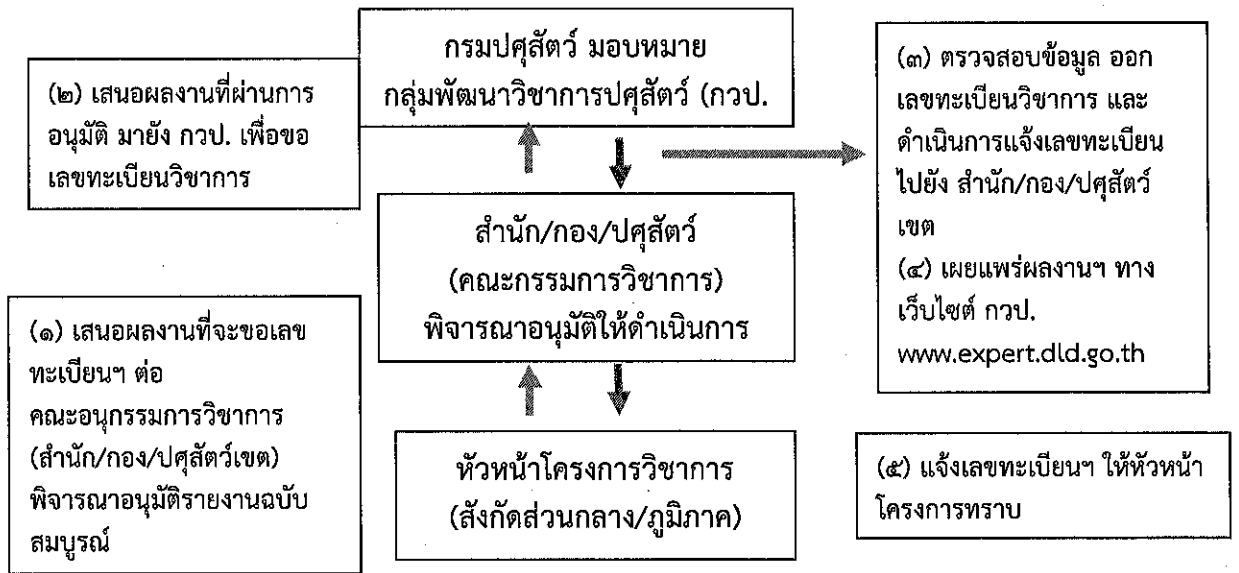 กรมปศุสัตว์ มอบหมาย
กลุ่มพัฒนาวิชาการปศุสัตว์ (กวป.
(๒) เสนอผลงานที่ผ่านการ
อนุมัติ มายัง กวป. เพื่อขอ
เลขทะเบียนวิชาการ
(๓) ตรวจสอบข้อมูล ออก
เลขทะเบียนวิชาการ และ
ดำเนินการแจ้งเลขทะเบียน
ไปยัง สำนัก/กอง/ปศุสัตว์
เขต
(๔) เผยแพร่ผลงานฯ ทาง
เว็บไซต์ กวป.
www.expert.dld.go.th
สำนัก/กอง/ปศุสัตว์
(คณะกรรมการวิชาการ)
พิจารณาอนุมัติให้ดำเนินการ
(๑) เสนอผลงานที่จะขอเลข
ทะเบียนฯ ต่อ
คณะอนุกรรมการวิชาการ
(สำนัก/กอง/ปศุสัตว์เขต)
พิจารณาอนุมัติรายงานฉบับ
สมบูรณ์
หัวหน้าโครงการวิชาการ
(สังกัดส่วนกลาง/ภูมิภาค)
(๕) แจ้งเลขทะเบียนฯ ให้หัวหน้า
โครงการทราบ